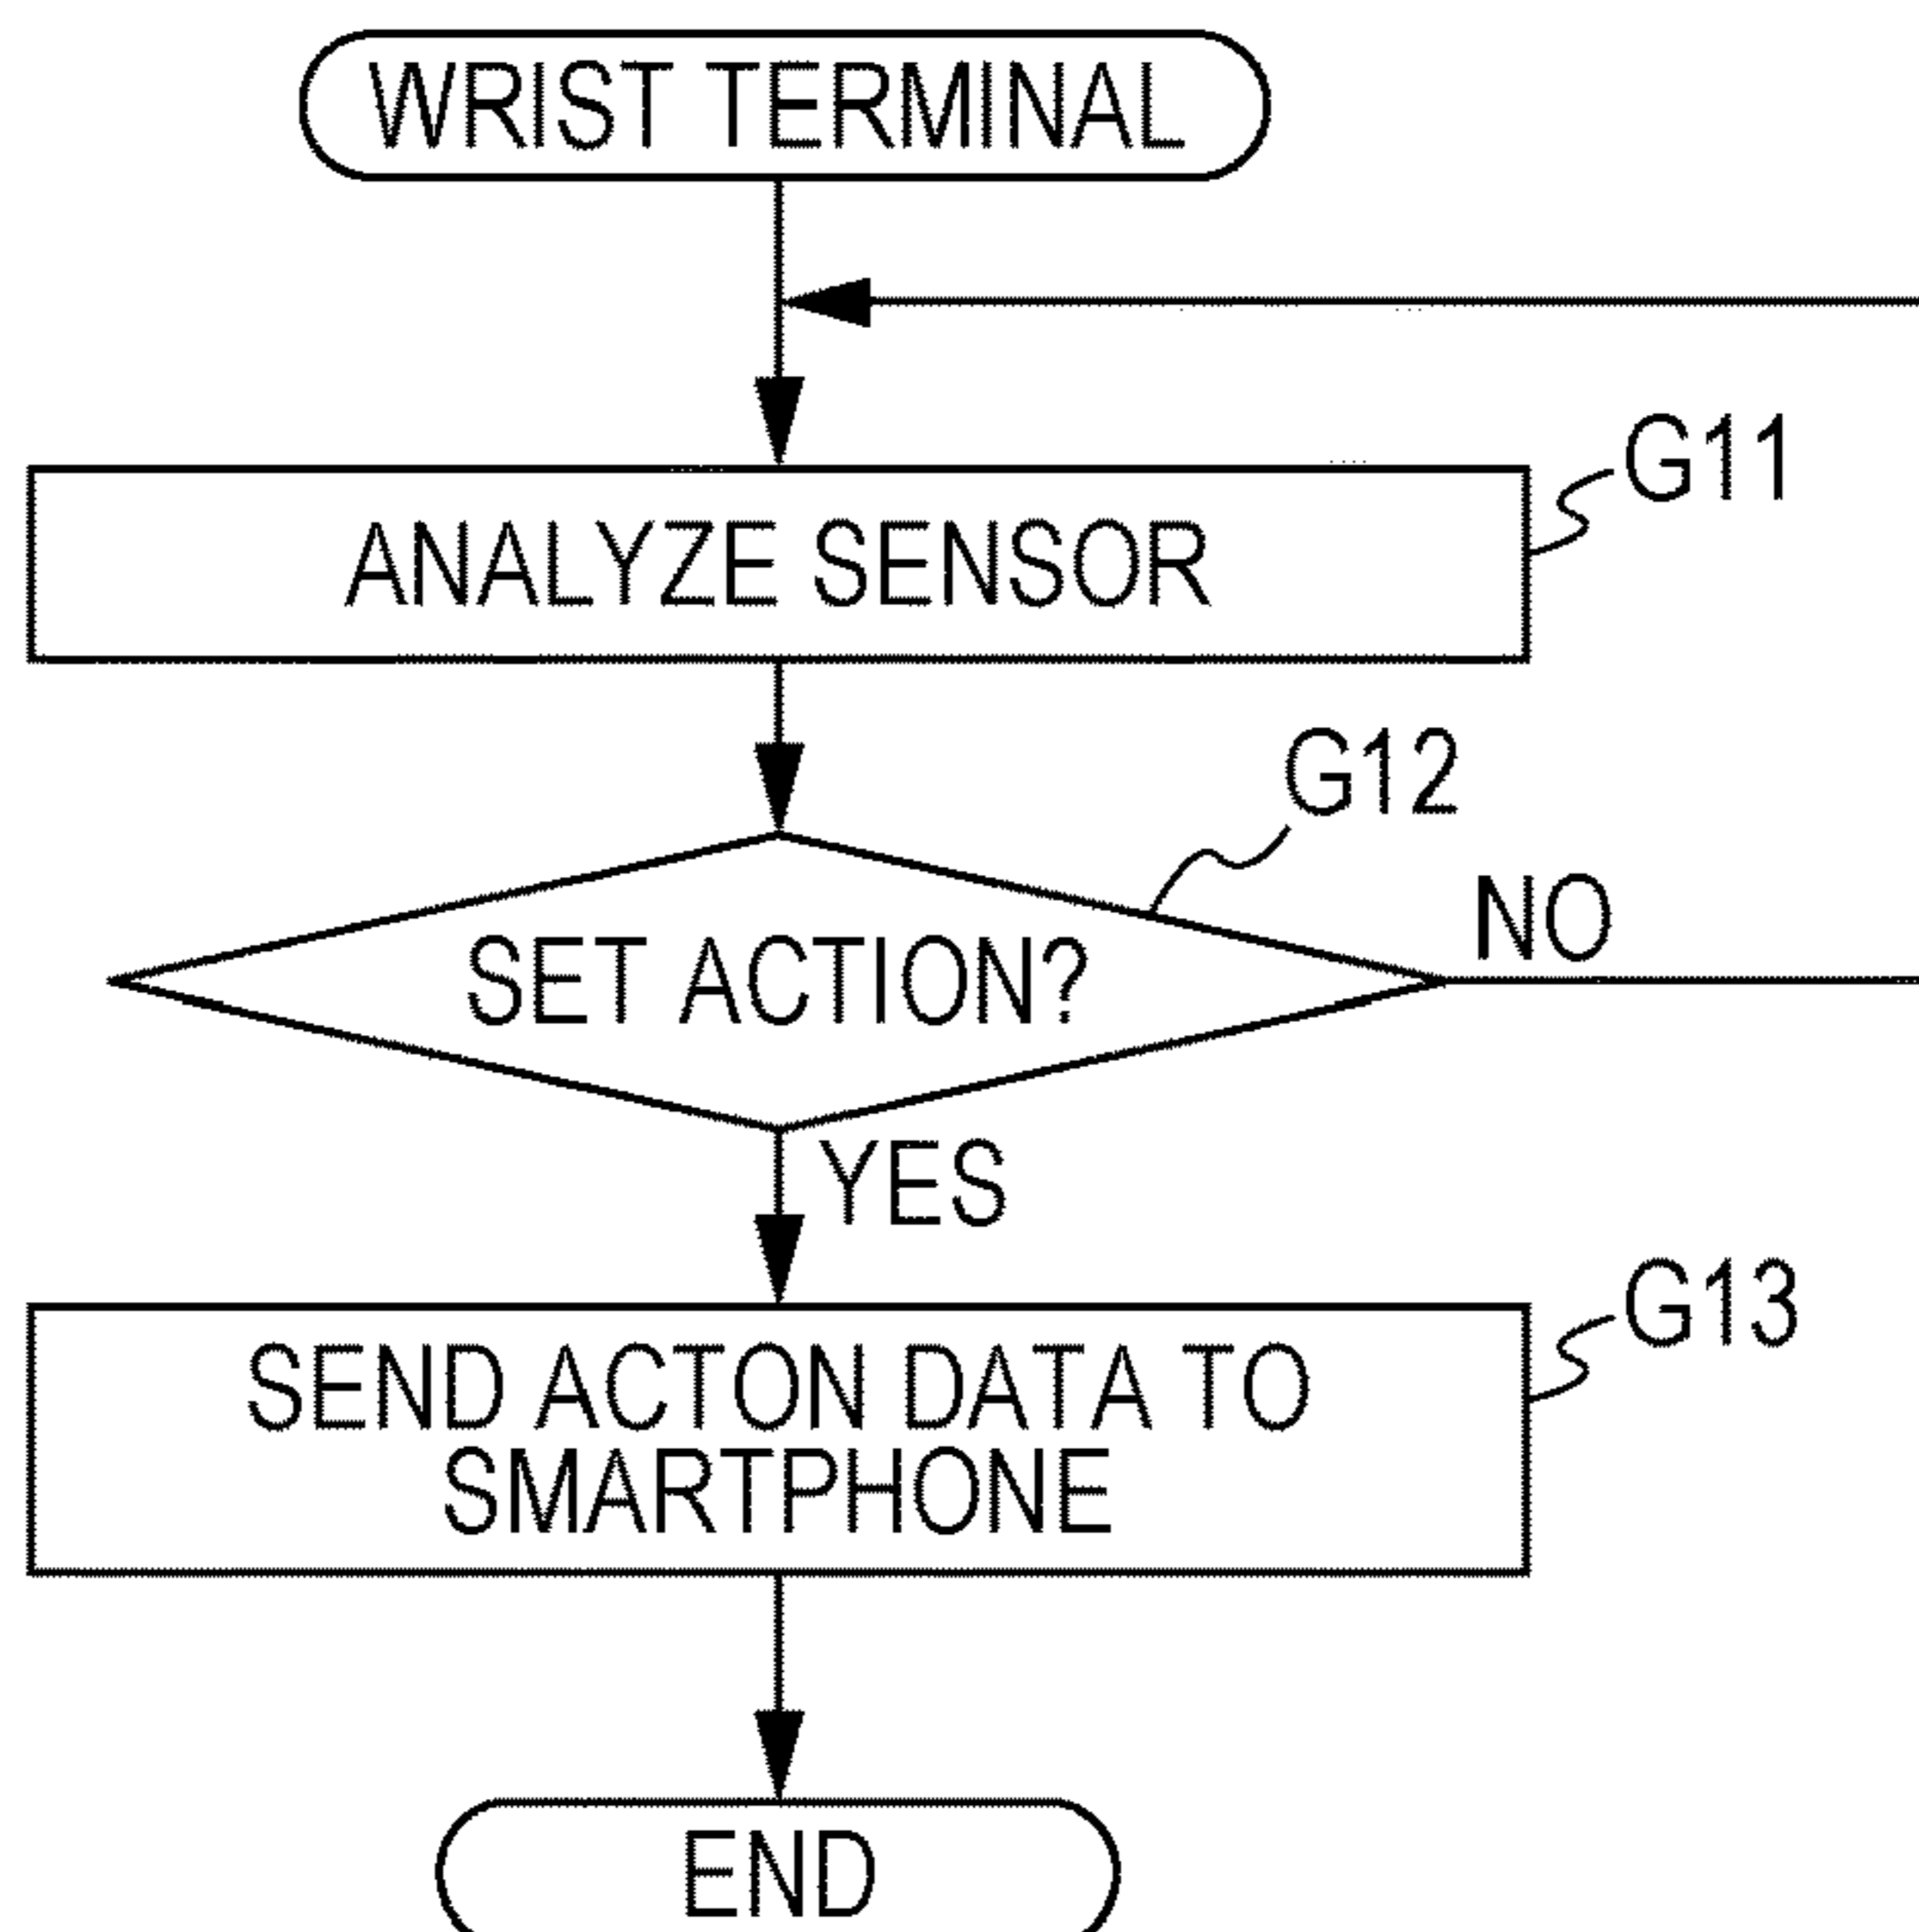 WRIST TERMINAL
G11
ANALYZE SENSOR
G12
NO
SET ACTION?
YES
G13
SEND ACTON DATA TO
SMARTPHONE
END